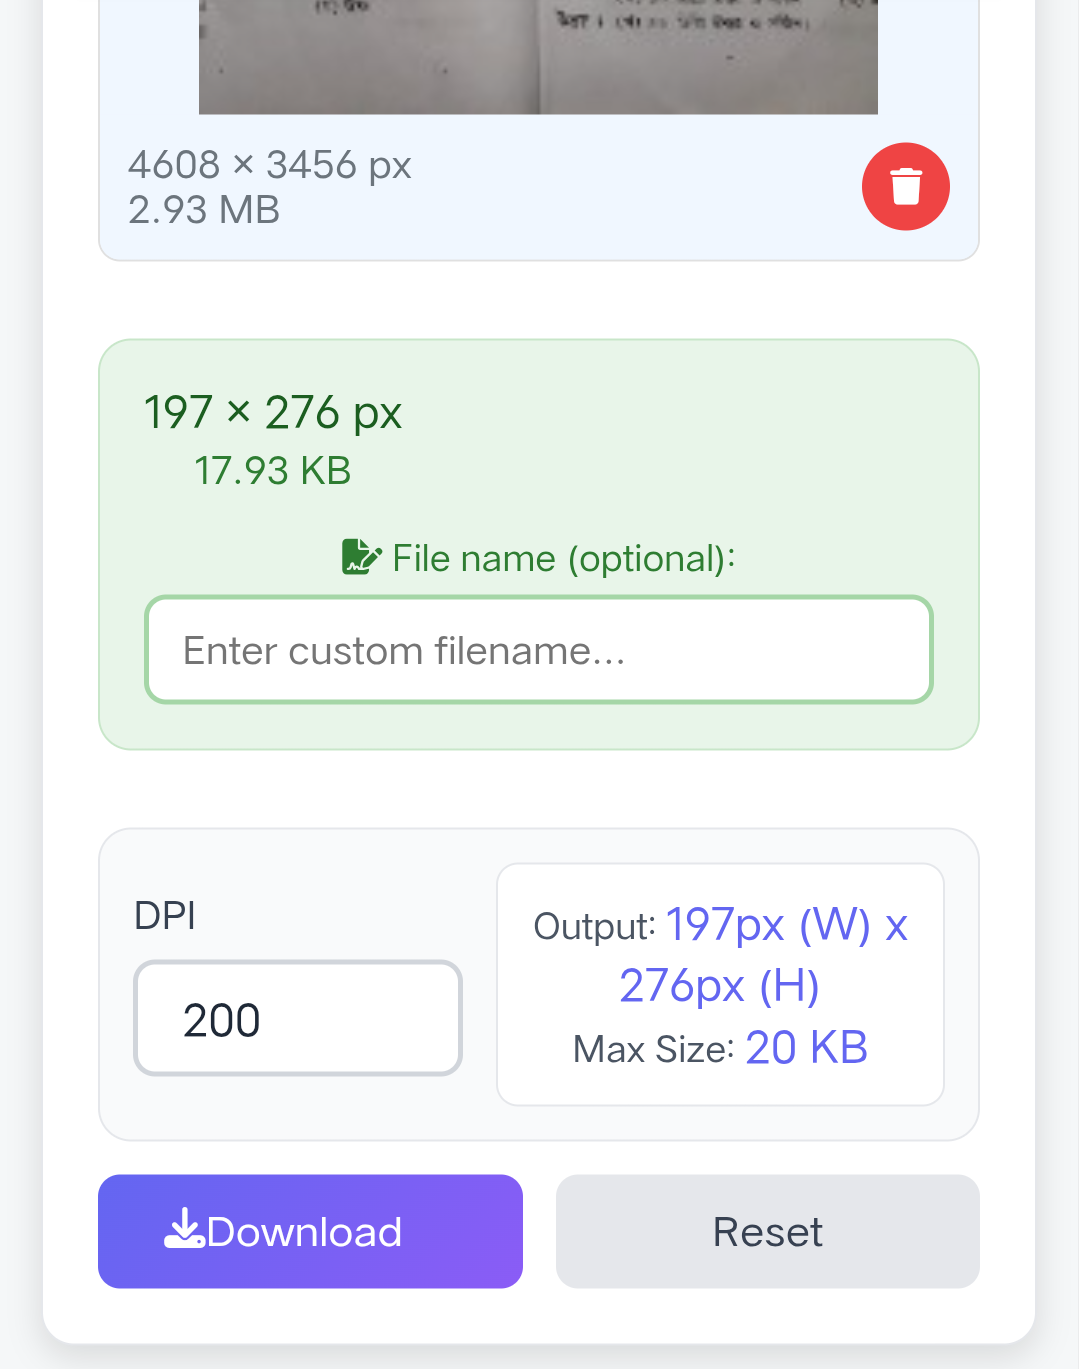 4608 × 3456 px
2.93 MB
197 × 276 px
17.93 KB
File name (optional):
Enter custom filename...
DPI
Output: 197px (W) x
276px (H)
200
Max Size: 20 KB
Download
Reset